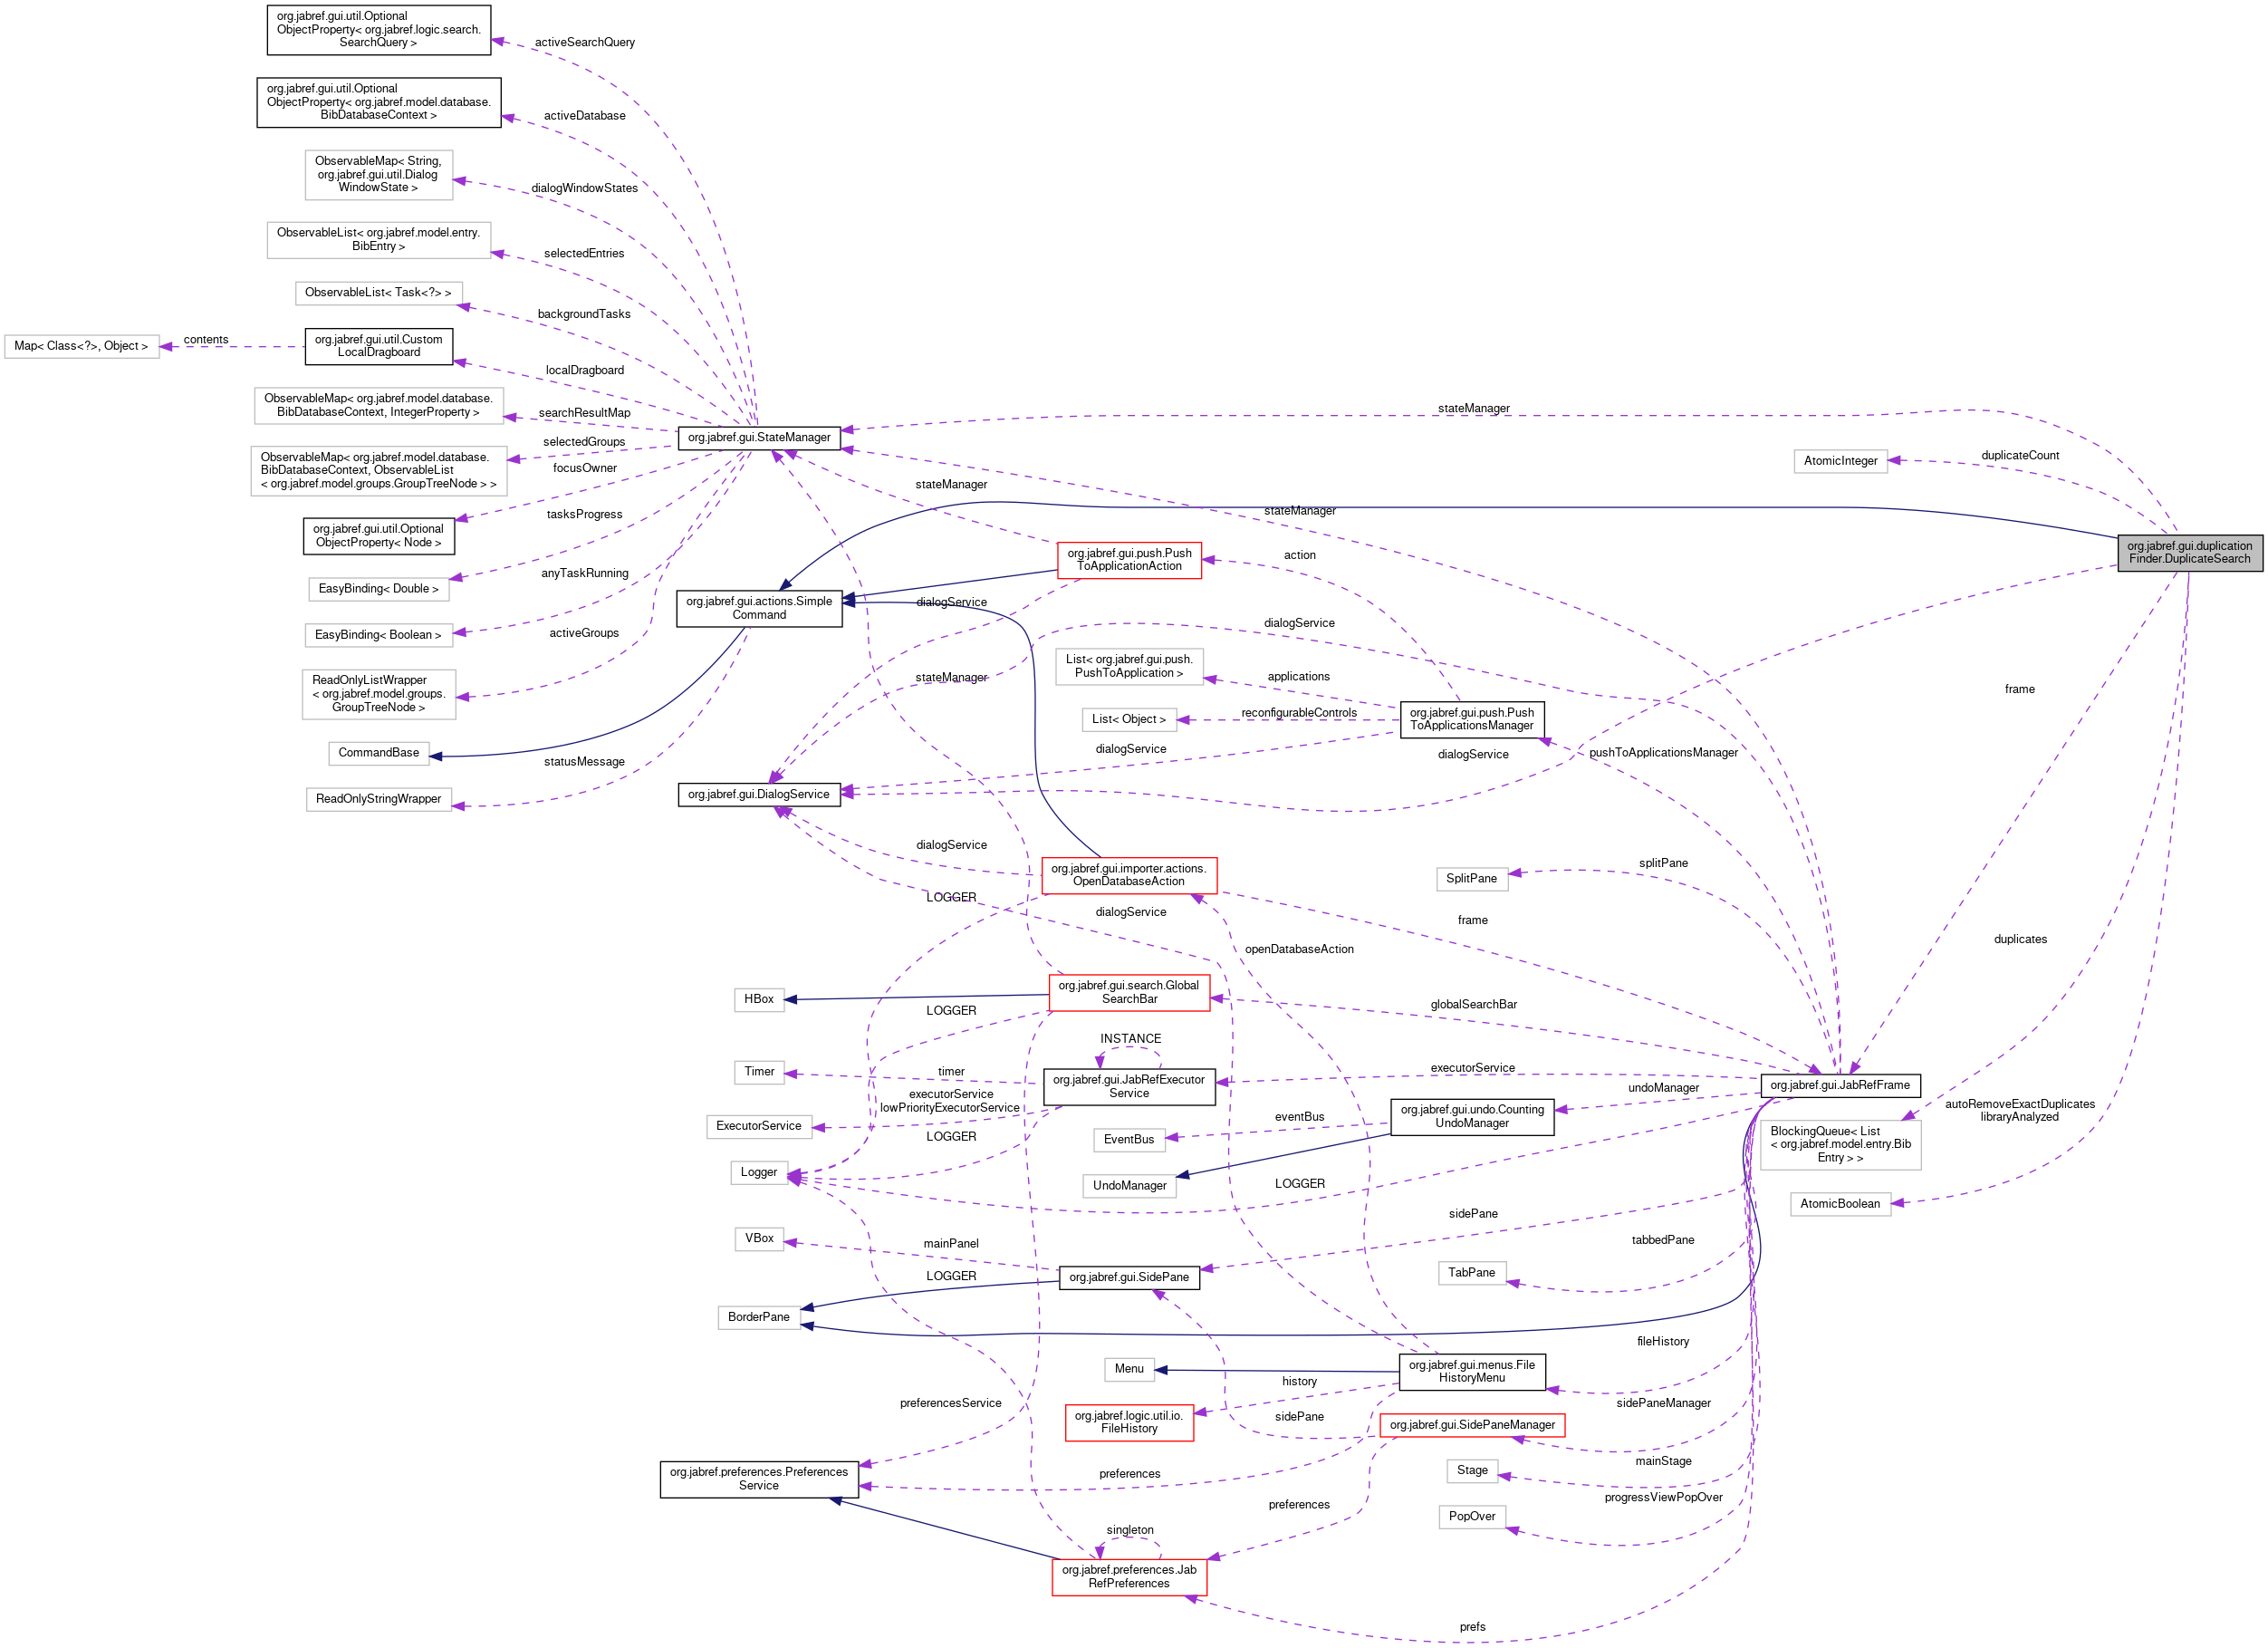 org.jabref.gui.util.Optional
ObjectProperty< org.jabref.logic.search.
SearchQuery >
activeSearchQuery
org.jabref.gui.util.Optional
ObjectProperty< org.jabref.model.database.
BibDatabaseContext >
activeDatabase
ObservableMap< String,
org.jabref.gui.util.Dialog
WindowState >
dialogWindowStates
ObservableList< org.jabref.model.entry.
BibEntry >
selectedEntries
ObservableList< Task<?> >
backgroundTasks
Map< Class<?>, Object >
contents
org.jabref.gui.util.Custom
LocalDragboard
localDragboard
ObservableMap< org.jabref.model.database.
BibDatabaseContext, IntegerProperty >
searchResultMap
ObservableMap< org.jabref.model.database.
BibDatabaseContext, ObservableList
< org.jabref.model.groups.GroupTreeNode > >
selectedGroups
focusOwner
org.jabref.gui.util.Optional
ObjectProperty< Node >
tasksProgress
EasyBinding< Double >
anyTaskRunning
EasyBinding< Boolean >
activeGroups
ReadOnlyListWrapper
< org.jabref.model.groups.
GroupTreeNode >
CommandBase
statusMessage
ReadOnlyStringWrapper
org.jabref.gui.StateManager
stateManager
AtomicInteger
duplicateCount
org.jabref.gui.duplication
Finder.DuplicateSearch
stateManager
stateManager
org.jabref.gui.push.Push
ToApplicationAction
action
org.jabref.gui.actions.Simple
Command
dialogService
dialogService
List< org.jabref.gui.push.
PushToApplication >
applications
stateManager
List< Object >
reconfigurableControls
org.jabref.gui.push.Push
ToApplicationsManager
frame
dialogService
dialogService
pushToApplicationsManager
org.jabref.gui.DialogService
dialogService
org.jabref.gui.importer.actions.
OpenDatabaseAction
SplitPane
splitPane
LOGGER
dialogService
frame
openDatabaseAction
duplicates
HBox
org.jabref.gui.search.Global
SearchBar
globalSearchBar
LOGGER
INSTANCE
Timer
timer
org.jabref.gui.JabRefExecutor
Service
executorService
org.jabref.gui.JabRefFrame
undoManager
executorService
lowPriorityExecutorService
ExecutorService
org.jabref.gui.undo.Counting
UndoManager
eventBus
EventBus
autoRemoveExactDuplicates
libraryAnalyzed
BlockingQueue< List
< org.jabref.model.entry.Bib
Entry > >
LOGGER
Logger
UndoManager
LOGGER
AtomicBoolean
sidePane
VBox
mainPanel
tabbedPane
LOGGER
org.jabref.gui.SidePane
TabPane
BorderPane
fileHistory
Menu
org.jabref.gui.menus.File
HistoryMenu
history
preferencesService
org.jabref.logic.util.io.
FileHistory
sidePane
org.jabref.gui.SidePaneManager
sidePaneManager
org.jabref.preferences.Preferences
Service
preferences
Stage
mainStage
preferences
PopOver
progressViewPopOver
singleton
org.jabref.preferences.Jab
RefPreferences
prefs